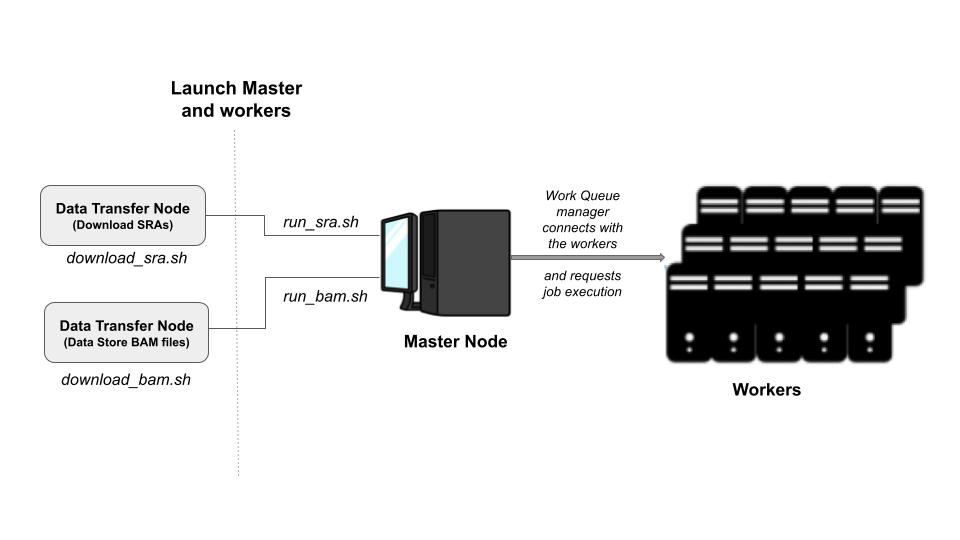 Launch Master
and workers
Data Transfer Node
(Download SRAs)
download_sra.sh
run_sra.sh
Data Transfer Node
(Data Store BAM files)
download_bam.sh
run_bam.sh
Master Node
Work Queue
manager
connects with
the workers
and requests
job execution
Workers